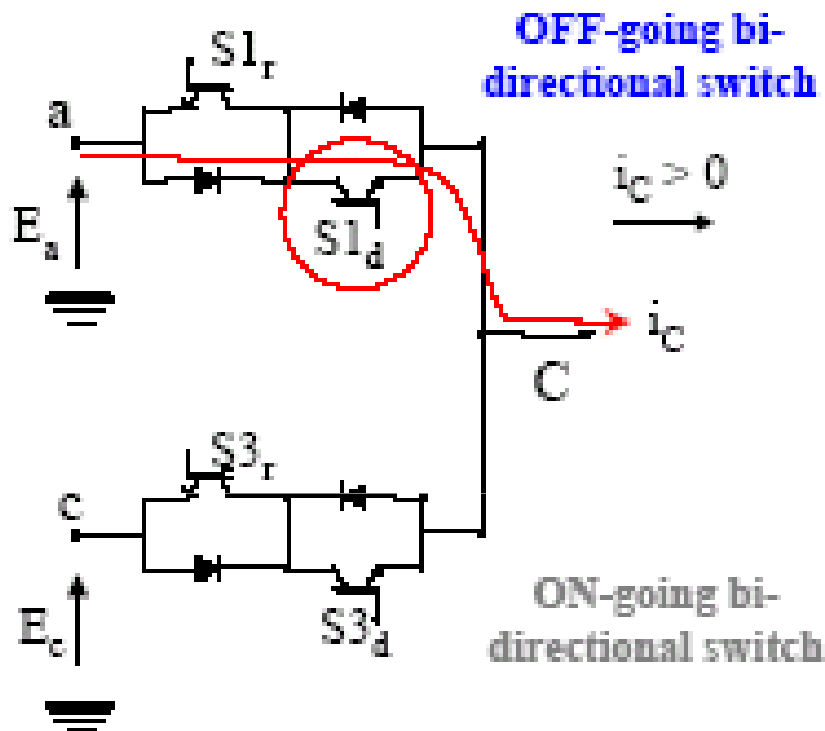 OFF-going bi-
directional switch
S1r
a
iC > 0
Ea
S1d
iC
C
S3r
c
ON-going bi-
directional switch
Ec
S3d